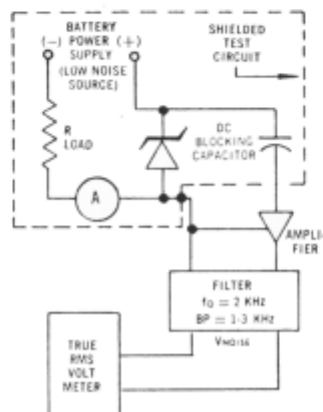 BATTERY
(-) POWER (+)
SUPPLY
(LOW NOISE
SOURCE)
SHIELDED
TEST
CIRCUIT
R
LOAD
DC
BLOCKING
CAPACITOR
A
AMPLI-
FIER
FILTER
fO = 2 KHz
BP = 1-3 KHz
VNOISE
TRUE
RMS
VOLT
METER